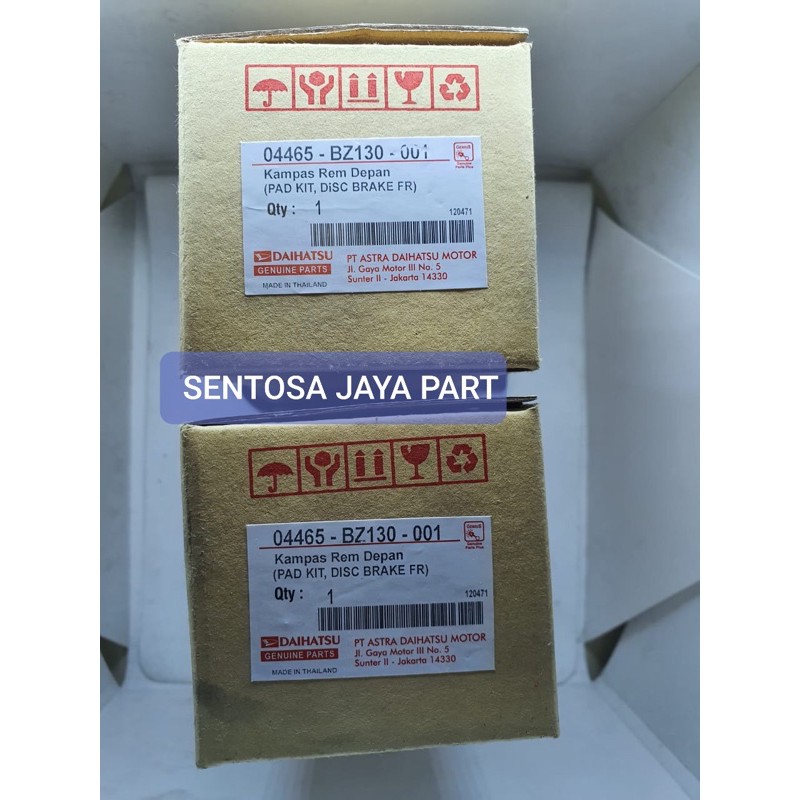 04465 - BZ130 - 001
Kampas Rem Depan
(PAD KIT, DiSC BRAKE FR)
Qty : 1
120471
DAIHATSU
GENUINE PARTS
MADE IN THAILAND
PT ASTRA DAIHATSU MOTOR
Jl. Gaya Motor III No. 5
Sunter II - Jakarta 14330
SENTOSA JAYA PART
04465 - BZ130 - 001
Kampas Rem Depan
(PAD KIT, DISC BRAKE FR)
Qty : 1
120471
DAIHATSU
GENUINE PARTS
MADE IN THAILAND
PT ASTRA DAIHATSU MOTOR
Jl. Gaya Motor III No. 5
Sunter II - Jakarta 14330